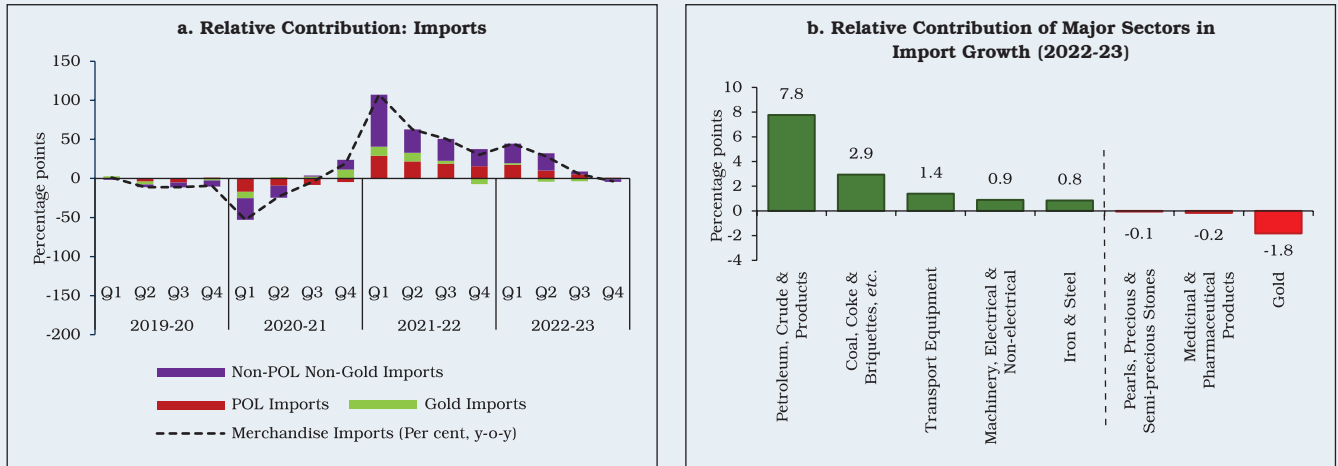 a. Relative Contribution: Imports
Percentage points
150
100
50
0
-50
-100
-150
-200
Q1 Q2 Q3 Q4 Q1 Q2 Q3 Q4 Q1 Q2 Q3 Q4 Q1 Q2 Q3 Q4
2019-20 2020-21 2021-22 2022-23
Non-POL Non-Gold Imports
POL Imports Gold Imports
Merchandise Imports (Per cent, y-o-y)
b. Relative Contribution of Major Sectors in
Import Growth (2022-23)
Percentage points
10
8
6
4
2
0
-2
-4
7.8
2.9
1.4
0.9
0.8
-0.1
-0.2
-1.8
Petroleum, Crude &
Products
Coal, Coke &
Briquettes, etc.
Transport Equipment
Machinery, Electrical &
Non-electrical
Iron & Steel
Pearls, Precious &
Semi-precious Stones
Medicinal &
Pharmaceutical
Products
Gold